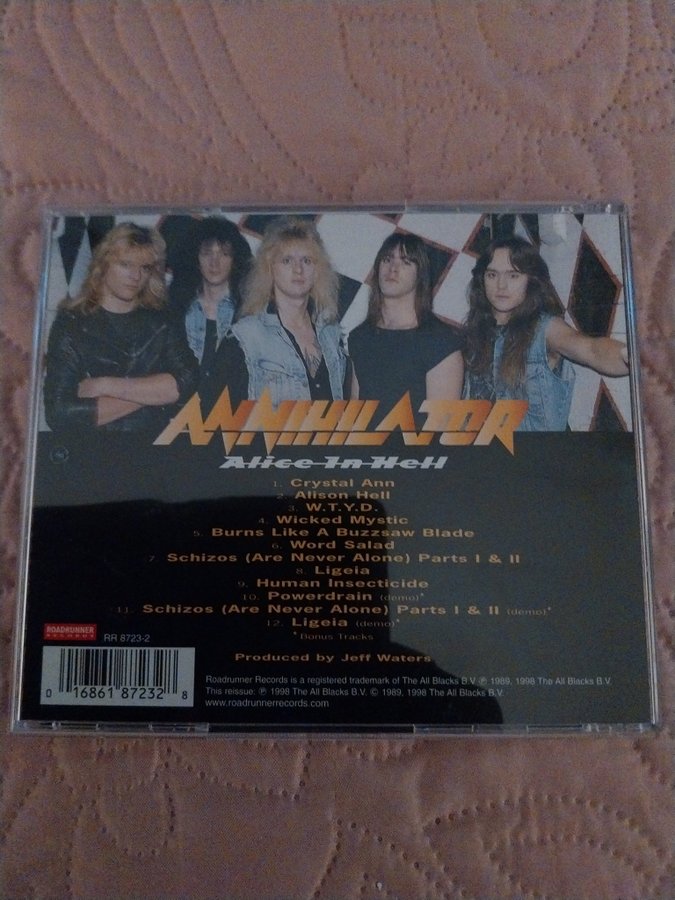 ANNIHILATOR
Alice In Hell
1. Crystal Ann
2. Alison Hell
3. W.T.Y.D.
4. Wicked Mystic
5. Burns Like A Buzzsaw Blade
6. Word Salad
7. Schizos (Are Never Alone) Parts I & II
8. Ligeia
9. Human Insecticide
10. Powerdrain (demo)*
11. Schizos (Are Never Alone) Parts I & II (demo)*
12. Ligeia (demo)*
*Bonus Tracks
Produced by Jeff Waters
ROADRUNNER
RECORDS
RR 8723-2
0 16861 87232 8
Roadrunner Records is a registered trademark of The All Blacks B.V. ℗ 1989, 1998 The All Blacks B.V.
This reissue: ℗ 1998 The All Blacks B.V. © 1989, 1998 The All Blacks B.V.
www.roadrunnerrecords.com